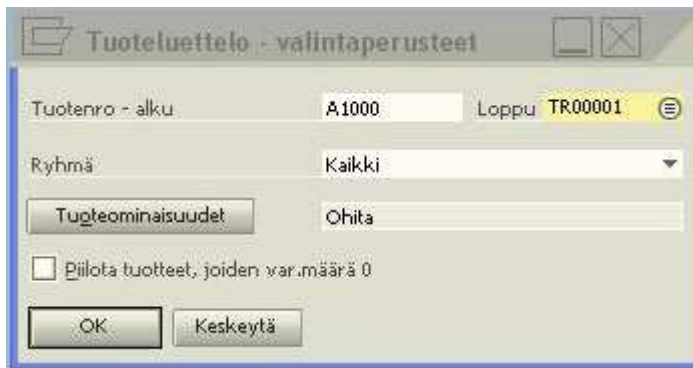 Tuoteluettelo - valintaperusteet
Tuotenro - alku A1000 Loppu TR00001
Ryhmä Kaikki
Tuoteominaisuudet Ohita
Piilota tuotteet, joiden var.määrä 0
OK Keskeytä